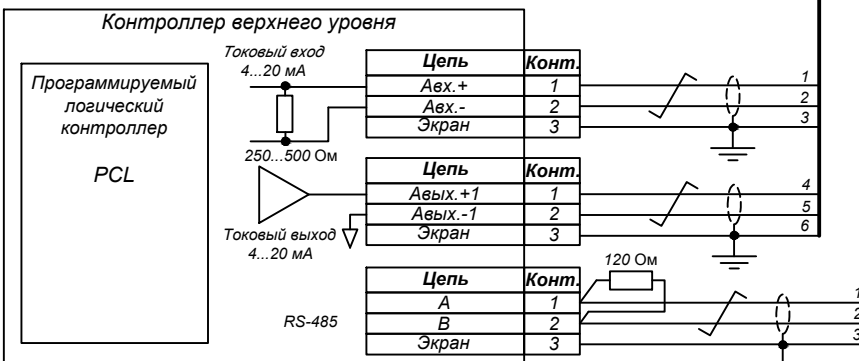 Контроллер верхнего уровня
Программируемый
логический
контроллер
PCL
Токовый вход
4...20 мА
250...500 Ом
Цепь Конт.
Авх.+ 1
Авх.- 2
Экран 3
1
2
3
Токовый выход
4...20 мА
Цепь Конт.
Авых.+1 1
Авых.-1 2
Экран 3
4
5
6
RS-485
Цепь Конт.
А 1
В 2
Экран 3
120 Ом
1
2
3